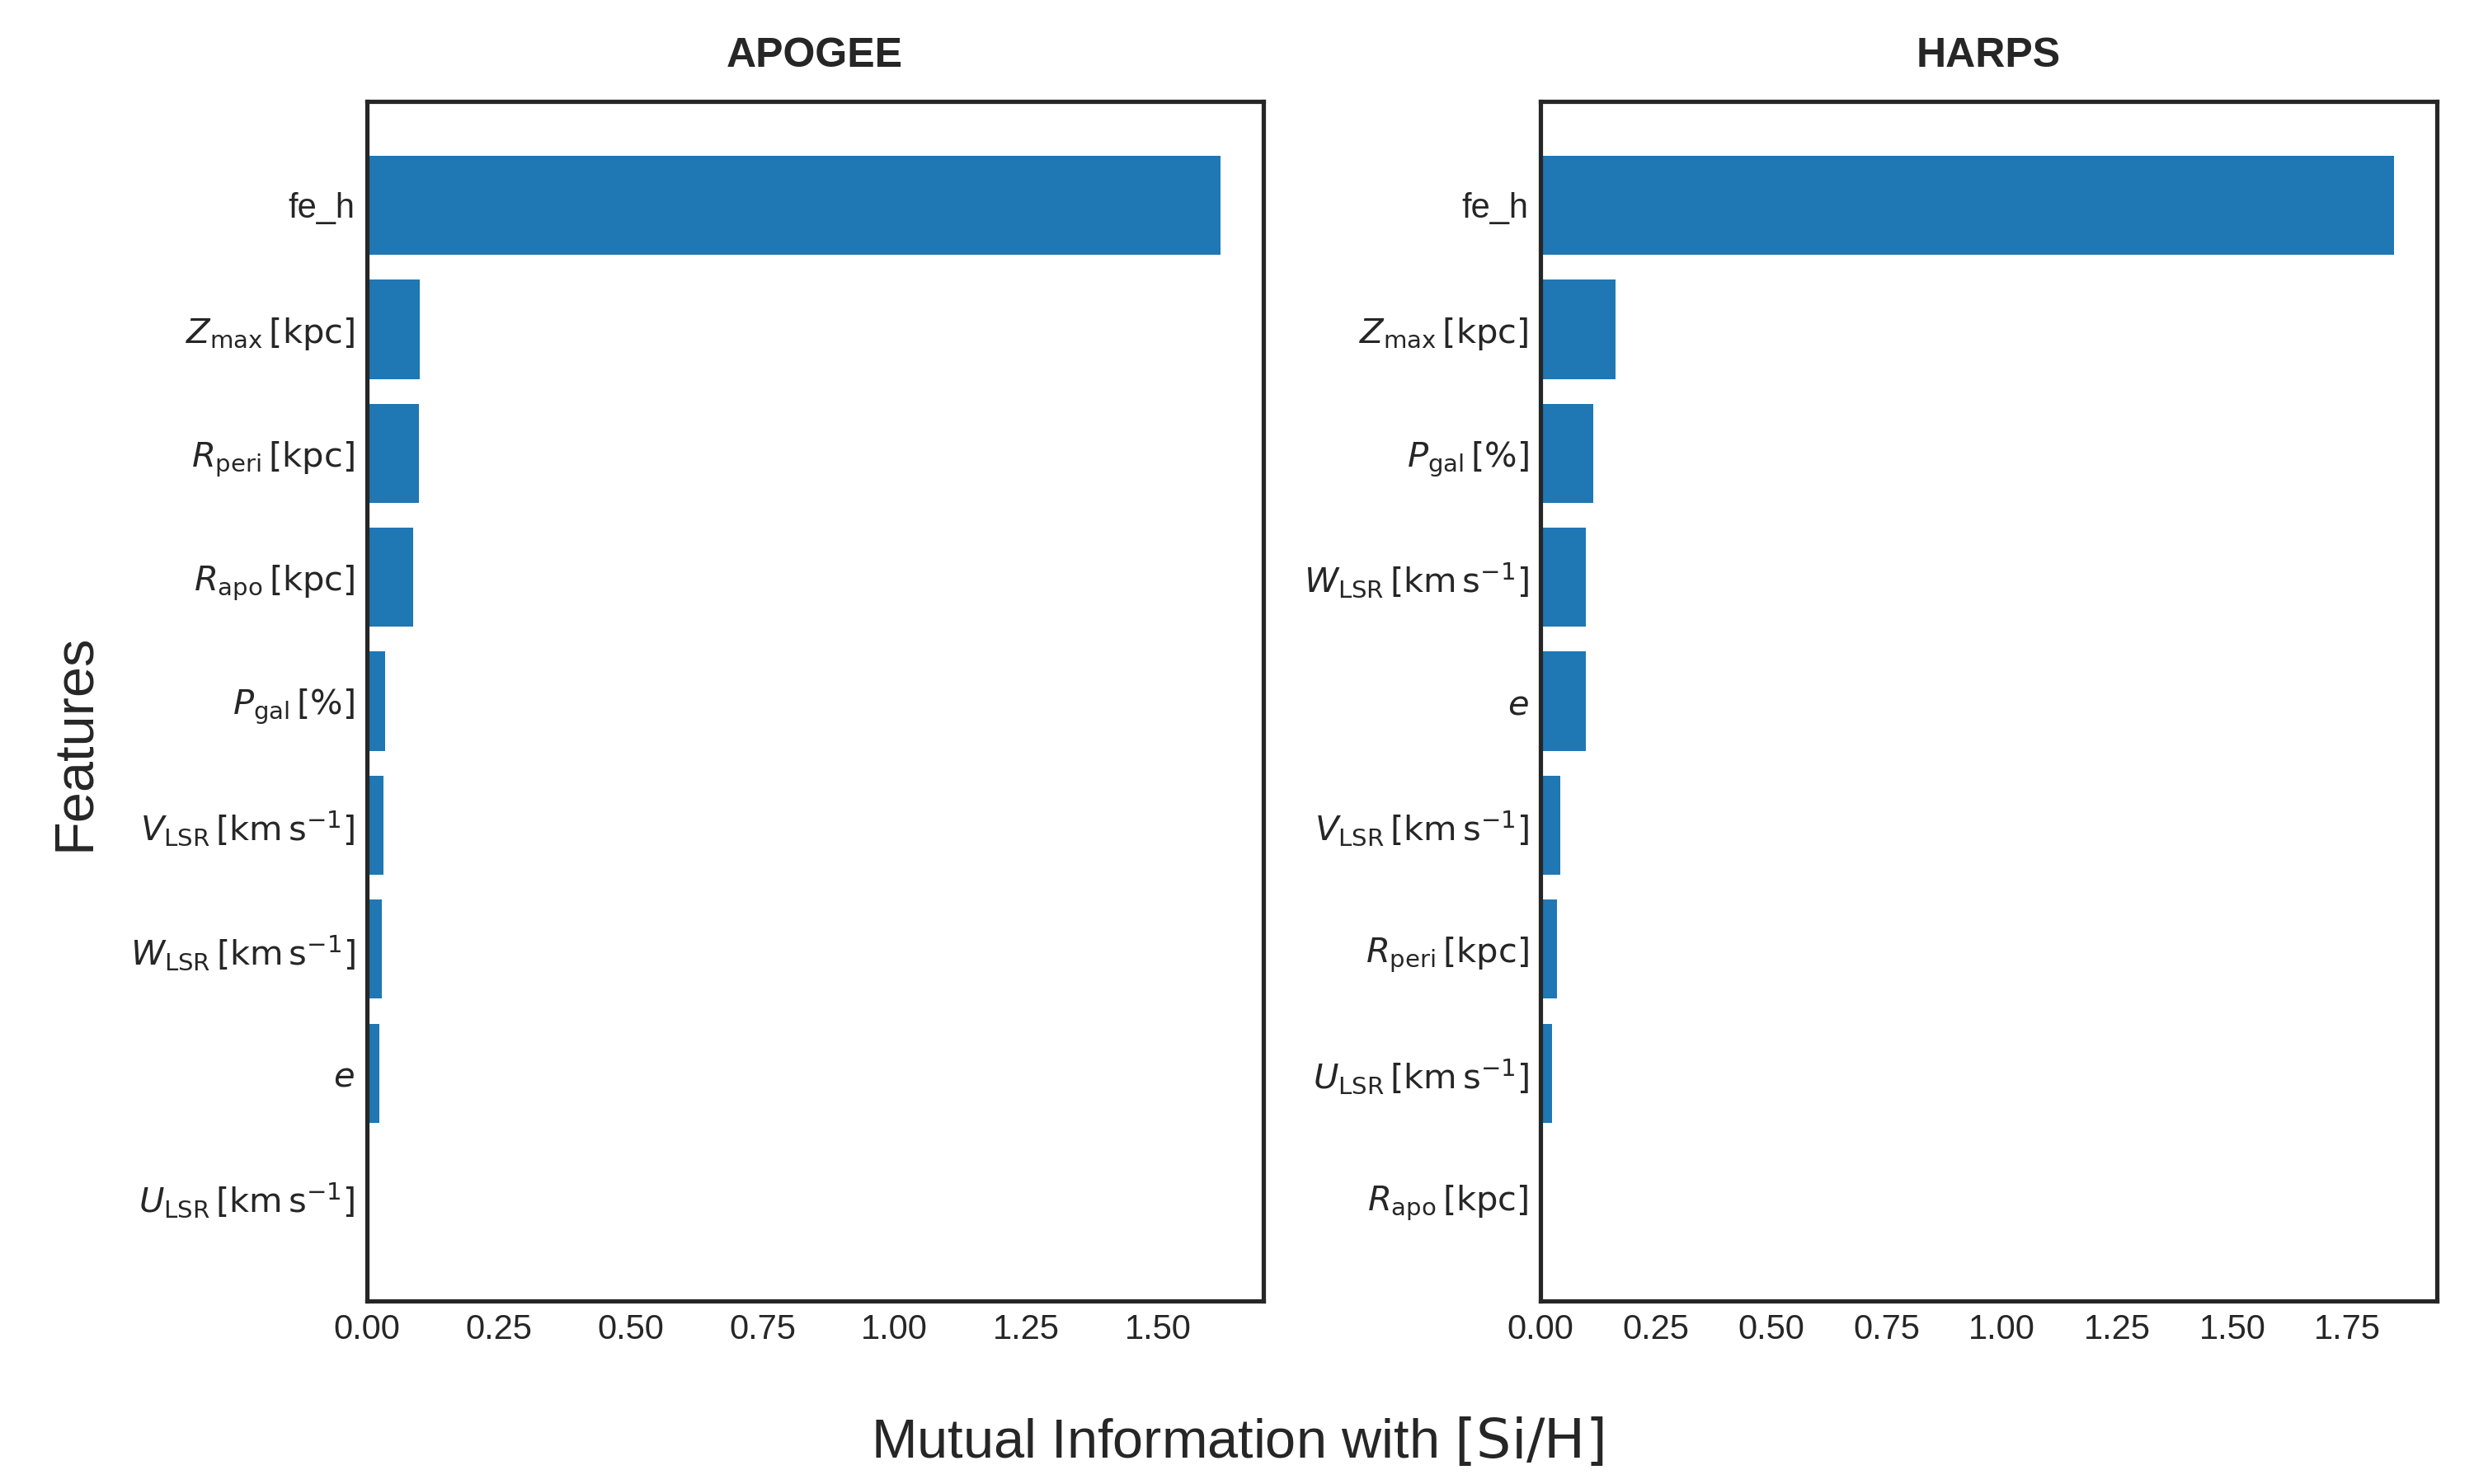 APOGEE
HARPS
Features
fe_h
Z_max [kpc]
R_peri [kpc]
R_apo [kpc]
P_gal [%]
V_LSR [km s⁻¹]
W_LSR [km s⁻¹]
e
U_LSR [km s⁻¹]
0.00 0.25 0.50 0.75 1.00 1.25 1.50
fe_h
Z_max [kpc]
P_gal [%]
W_LSR [km s⁻¹]
e
V_LSR [km s⁻¹]
R_peri [kpc]
U_LSR [km s⁻¹]
R_apo [kpc]
0.00 0.25 0.50 0.75 1.00 1.25 1.50 1.75
Mutual Information with [Si/H]